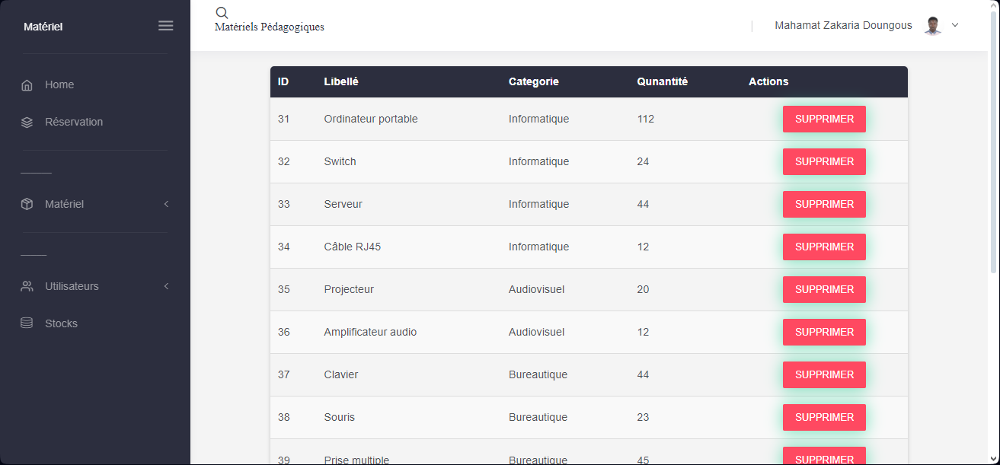 Matériel
Home
Réservation
Matériel
Utilisateurs
Stocks
Matériels Pédagogiques
Mahamat Zakaria Doungous
ID Libellé Categorie Qunantité Actions
31 Ordinateur portable Informatique 112 SUPPRIMER
32 Switch Informatique 24 SUPPRIMER
33 Serveur Informatique 44 SUPPRIMER
34 Câble RJ45 Informatique 12 SUPPRIMER
35 Projecteur Audiovisuel 20 SUPPRIMER
36 Amplificateur audio Audiovisuel 12 SUPPRIMER
37 Clavier Bureautique 44 SUPPRIMER
38 Souris Bureautique 23 SUPPRIMER
39 Prise multiple Bureautique 45 SUPPRIMER